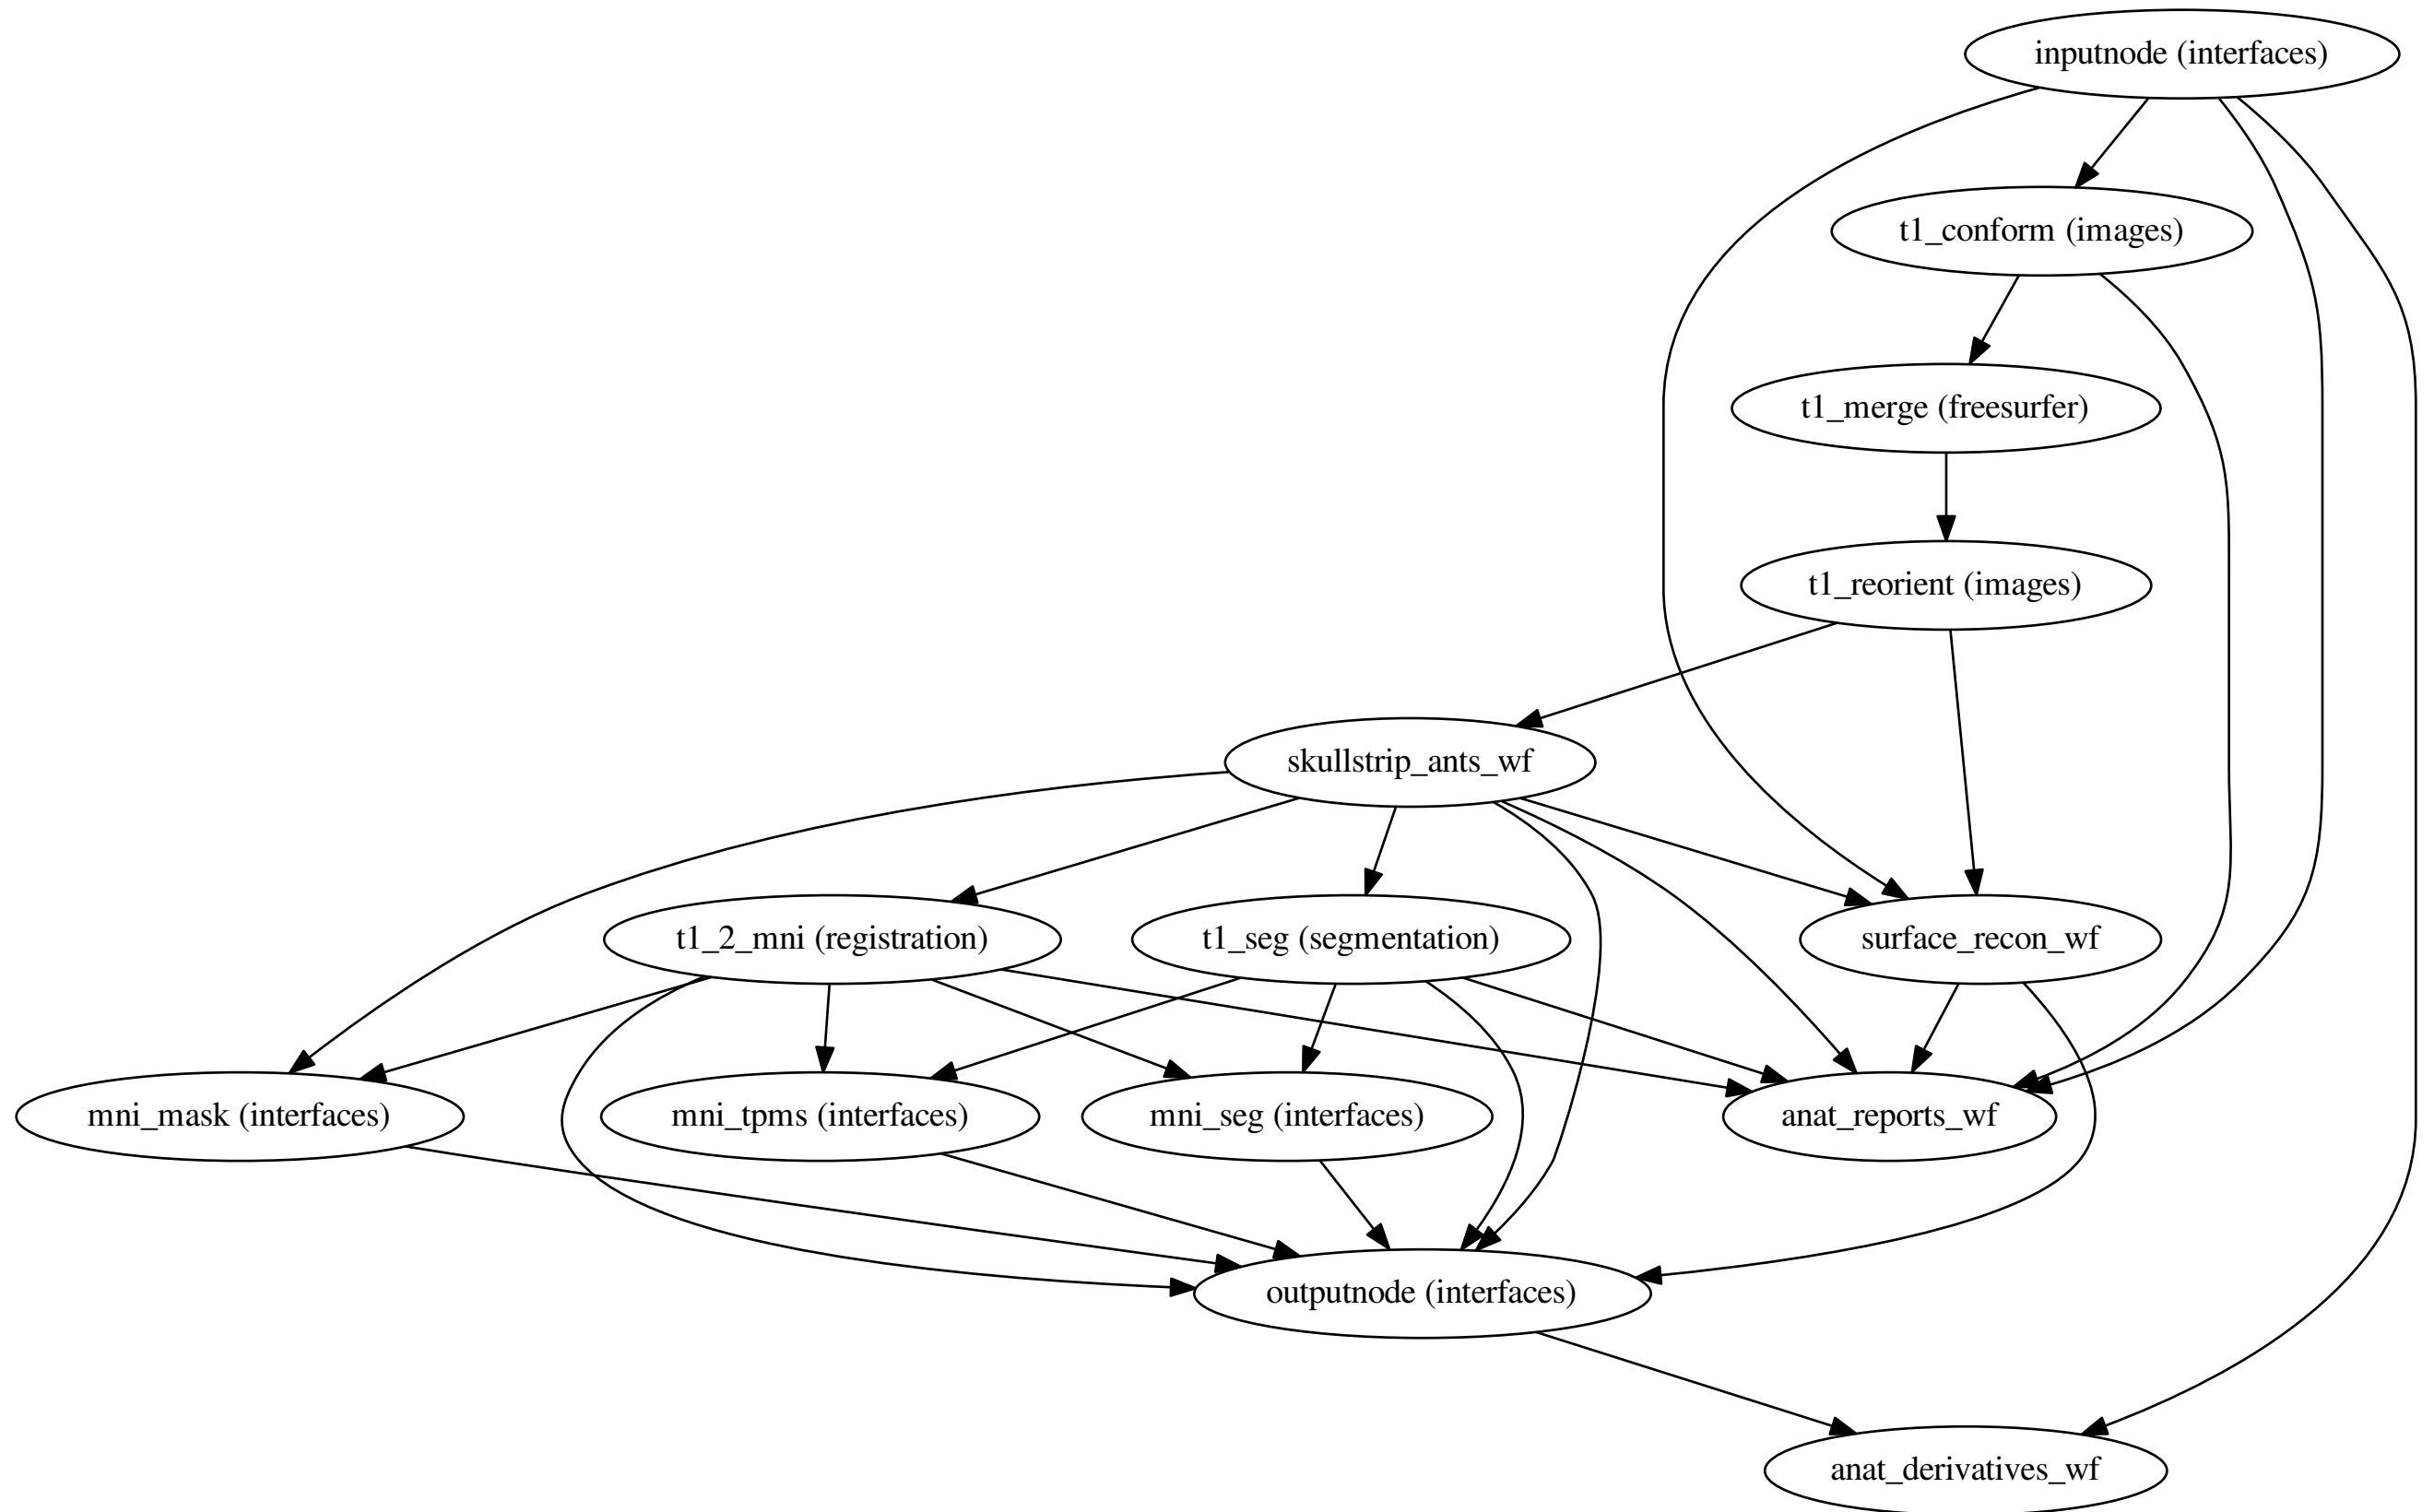 inputnode (interfaces)
t1_conform (images)
t1_merge (freesurfer)
t1_reorient (images)
skullstrip_ants_wf
t1_2_mni (registration)
t1_seg (segmentation)
surface_recon_wf
mni_mask (interfaces)
mni_tpms (interfaces)
mni_seg (interfaces)
anat_reports_wf
outputnode (interfaces)
anat_derivatives_wf